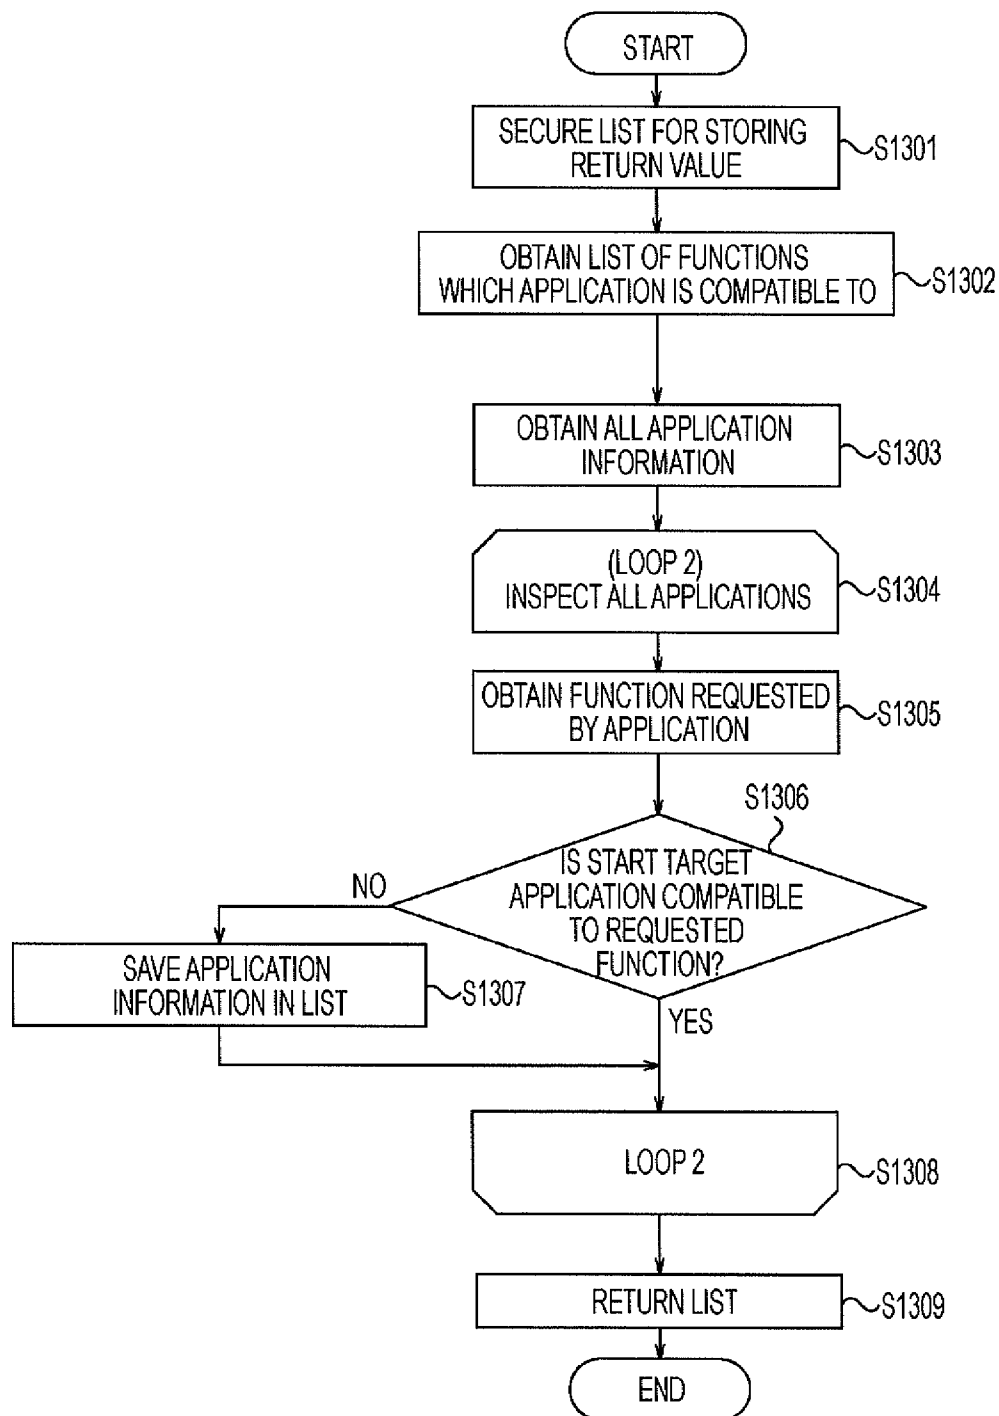 START
SECURE LIST FOR STORING
RETURN VALUE
S1301
OBTAIN LIST OF FUNCTIONS
WHICH APPLICATION IS COMPATIBLE TO
S1302
OBTAIN ALL APPLICATION
INFORMATION
S1303
(LOOP 2)
INSPECT ALL APPLICATIONS
S1304
OBTAIN FUNCTION REQUESTED
BY APPLICATION
S1305
S1306
IS START TARGET
APPLICATION COMPATIBLE
TO REQUESTED
FUNCTION?
NO
SAVE APPLICATION
INFORMATION IN LIST
S1307
YES
LOOP 2
S1308
RETURN LIST
S1309
END